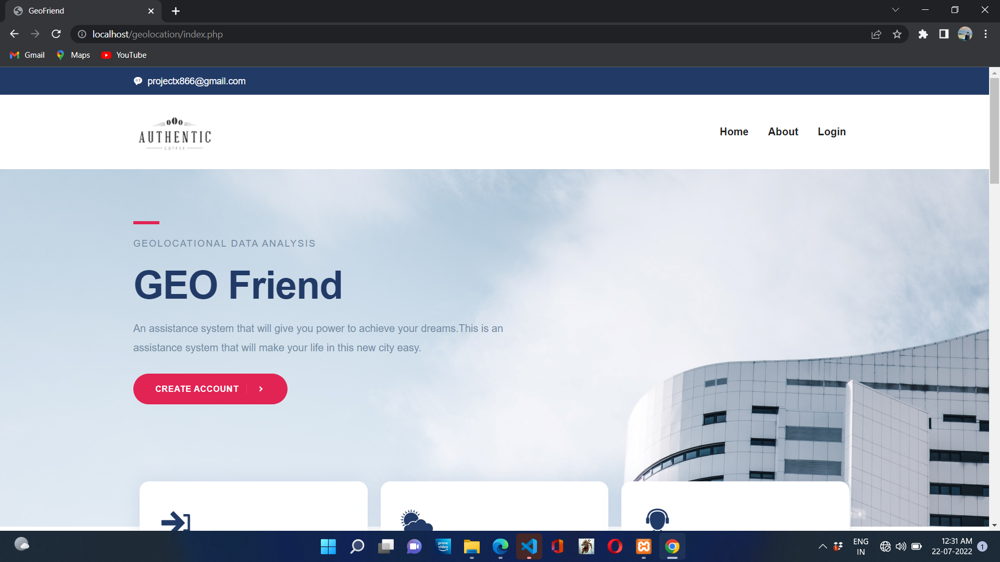 GeoFriend
localhost/geolocation/index.php
Gmail Maps YouTube
projectx866@gmail.com
AUTHENTIC
COFFEE
Home About Login
GEOLOCATIONAL DATA ANALYSIS
GEO Friend
An assistance system that will give you power to achieve your dreams.This is an
assistance system that will make your life in this new city easy.
CREATE ACCOUNT
prime
video
ENG
IN
12:31 AM
22-07-2022
1